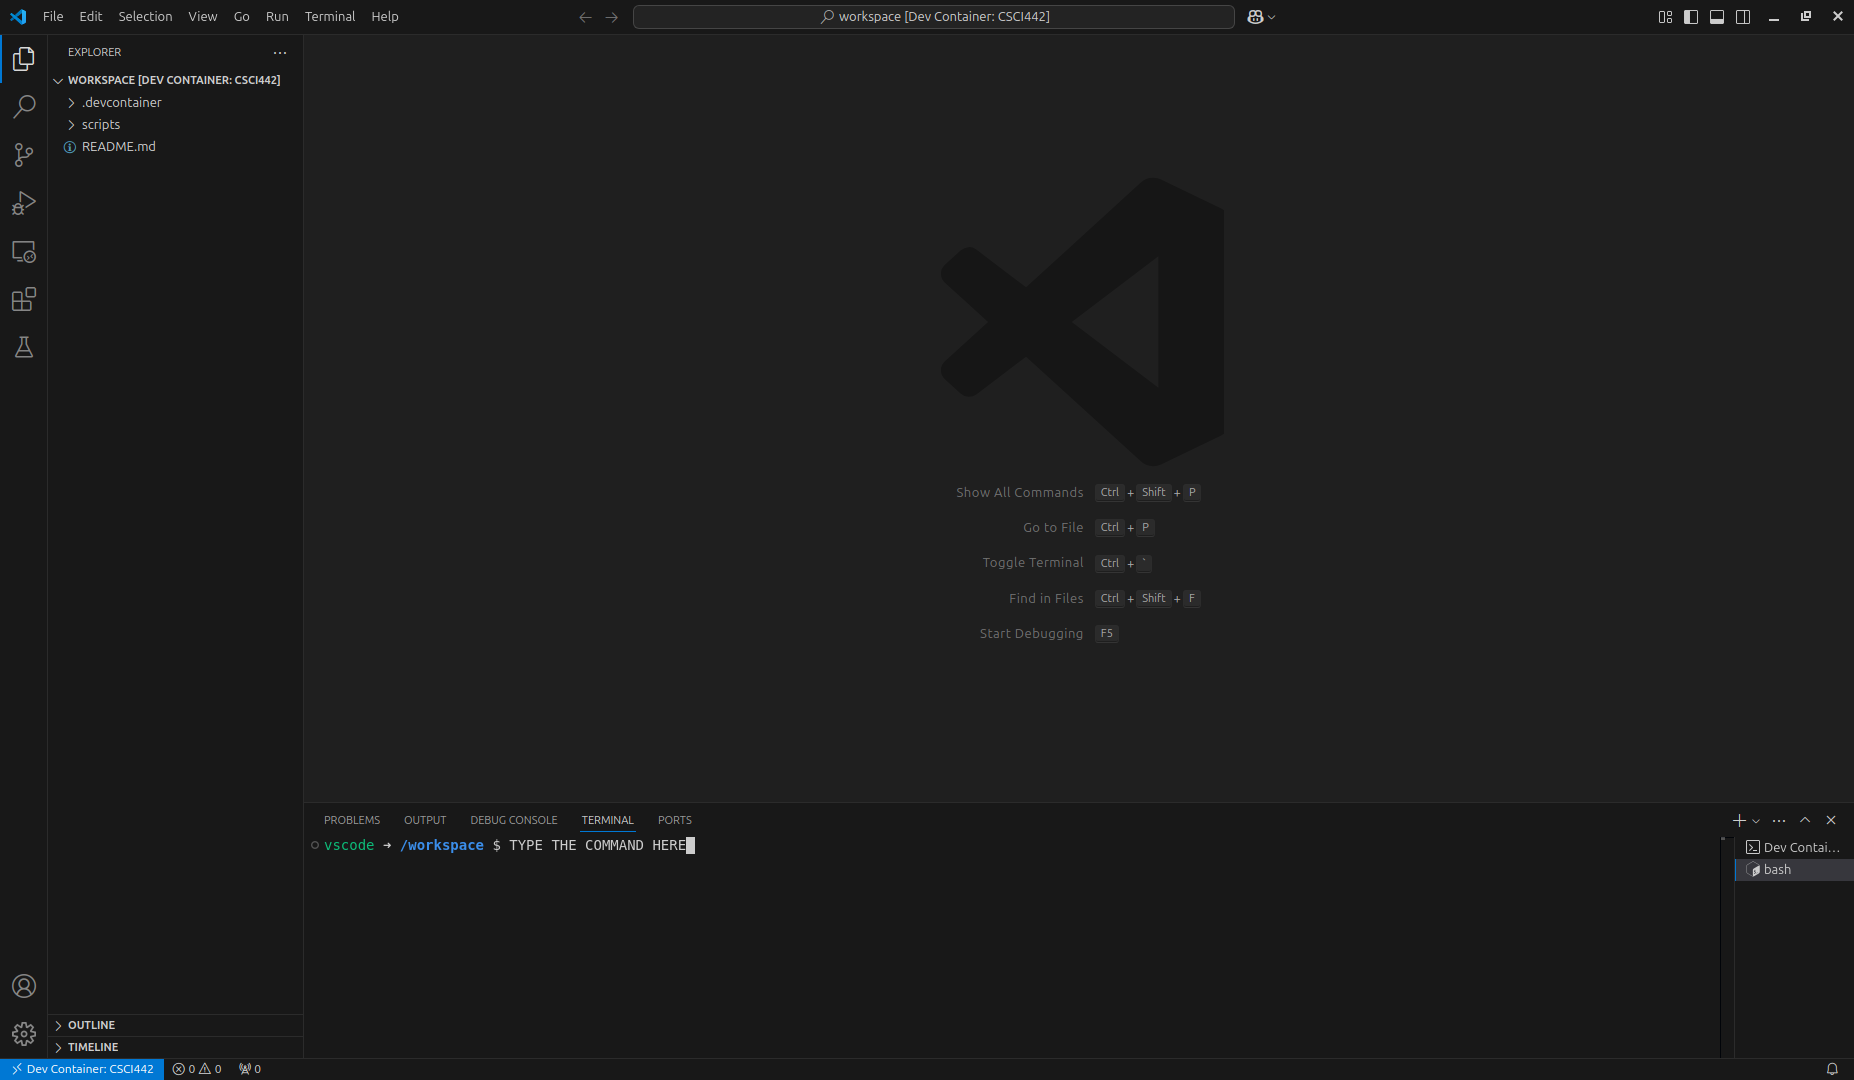 File Edit Selection View Go Run Terminal Help
workspace [Dev Container: CSCI442]
EXPLORER
WORKSPACE [DEV CONTAINER: CSCI442]
.devcontainer
scripts
README.md
Show All Commands Ctrl + Shift + P
Go to File Ctrl + P
Toggle Terminal Ctrl + `
Find in Files Ctrl + Shift + F
Start Debugging F5
PROBLEMS OUTPUT DEBUG CONSOLE TERMINAL PORTS
vscode ➜ /workspace $ TYPE THE COMMAND HERE
Dev Contai...
bash
OUTLINE
TIMELINE
Dev Container: CSCI442 0 0 0